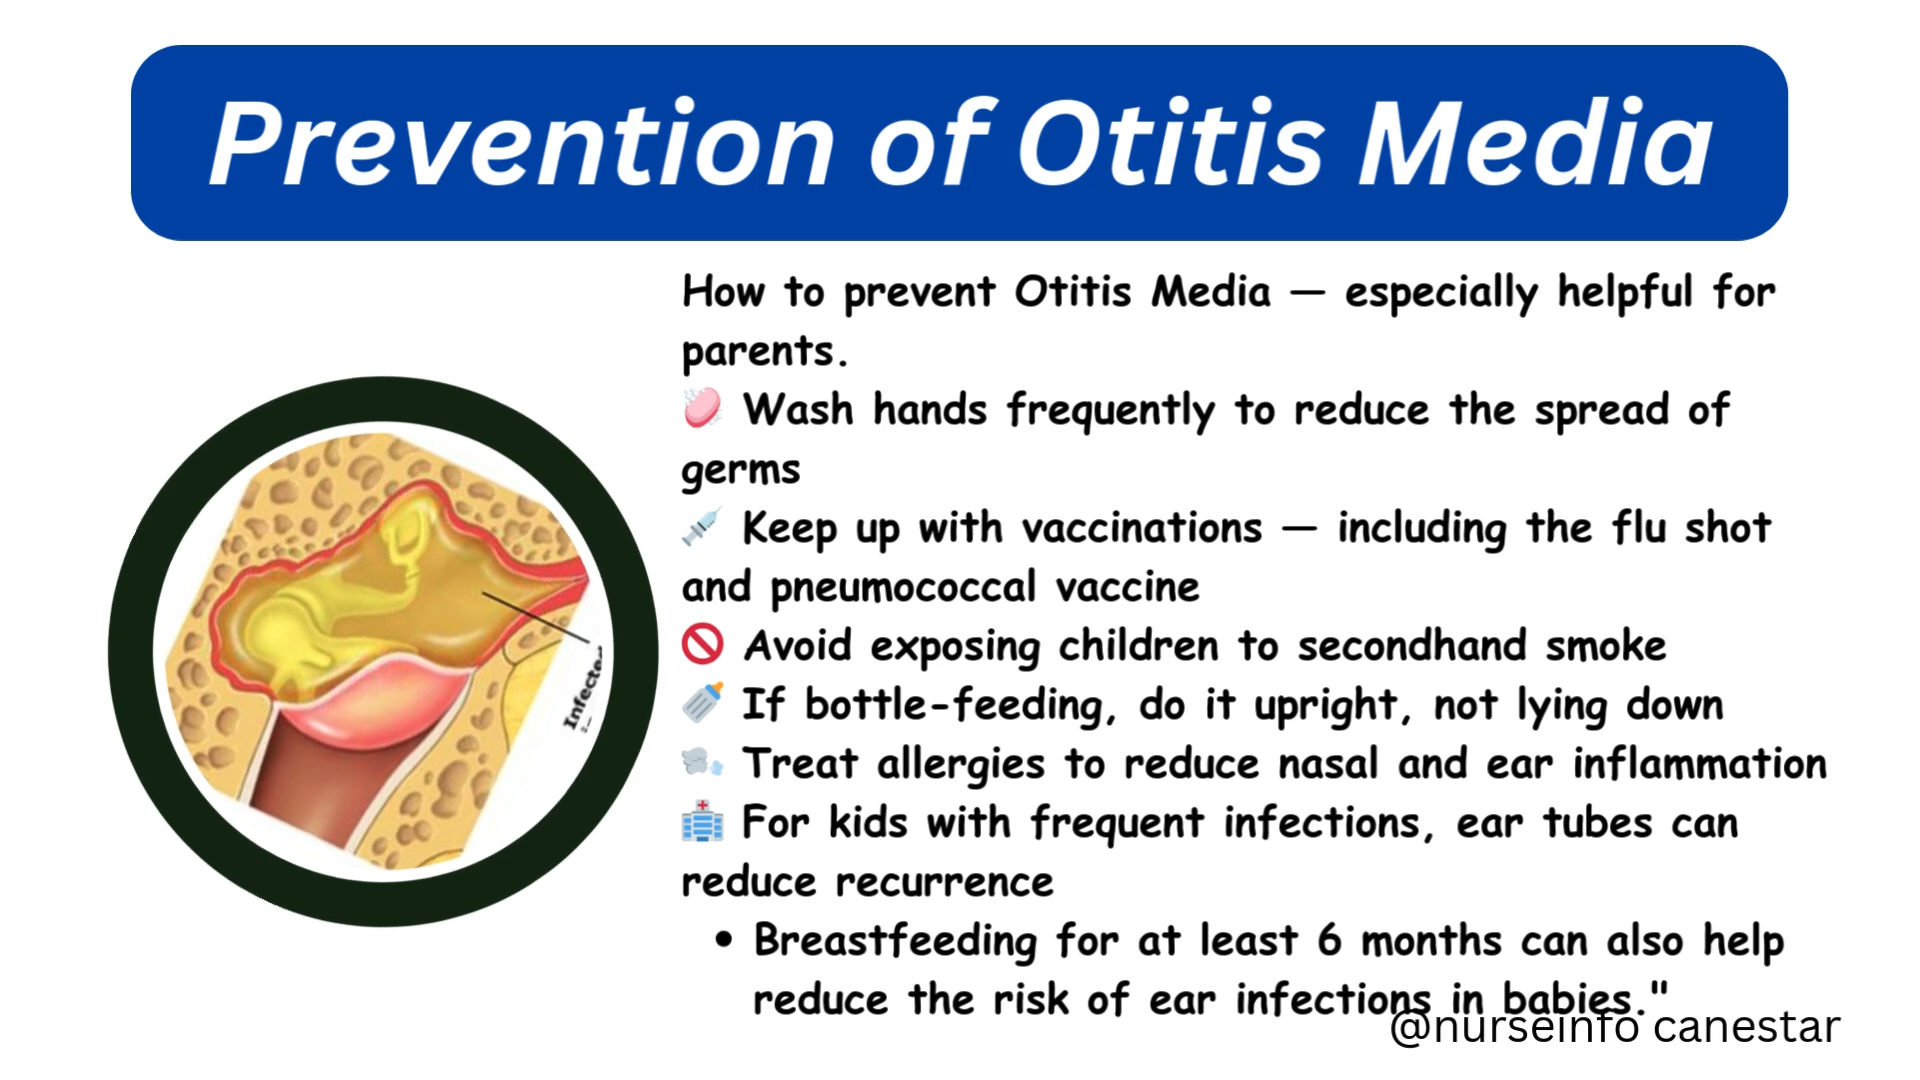 Prevention of Otitis Media
How to prevent Otitis Media — especially helpful for
parents.
🧼 Wash hands frequently to reduce the spread of
germs
💉 Keep up with vaccinations — including the flu shot
and pneumococcal vaccine
🚫 Avoid exposing children to secondhand smoke
🍼 If bottle-feeding, do it upright, not lying down
🌬️ Treat allergies to reduce nasal and ear inflammation
🏥 For kids with frequent infections, ear tubes can
reduce recurrence
• Breastfeeding for at least 6 months can also help
reduce the risk of ear infections in babies."
@nurseinfo canestar